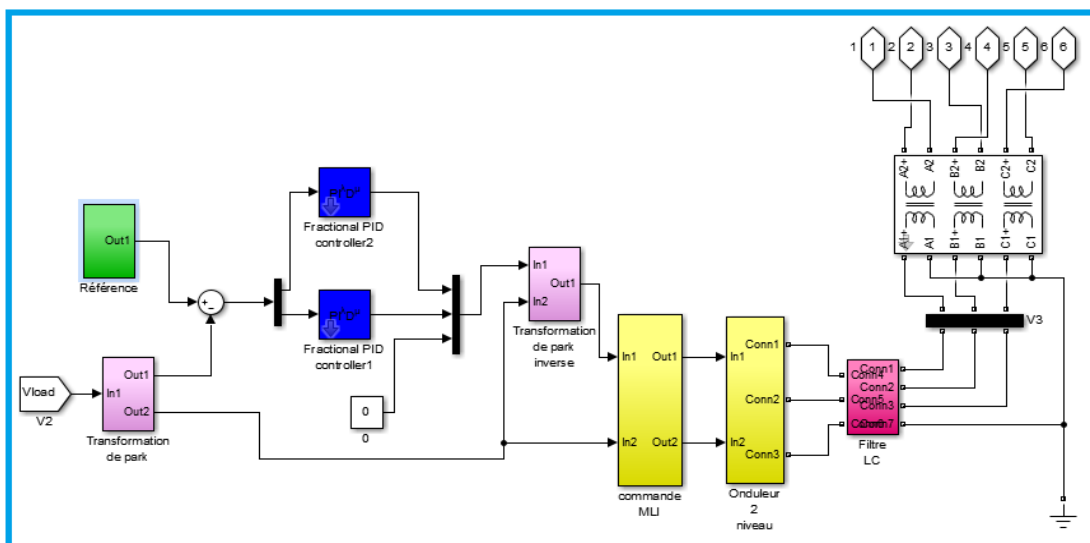 1 1 2 2 3 3 4 4 5 5 6 6
A2+ A2 B2+ B2 C2+ C2
A1+ A1 B1+ B1 C1+ C1
V3
Fractional PID
controller2
Out1
Référence
+
-
Fractional PID
controller1
In1
In2
Out1
Transformation
de park
inverse
Vload
V2
In1
Out1
Out2
Transformation
de park
0
0
In1
In2
Out1
Out2
commande
MLI
In1
In2
Conn1
Conn2
Conn3
Onduleur
2
niveau
Conn1
Conn4
Conn2
Conn5
Conn3
Conn7
Filtre
LC